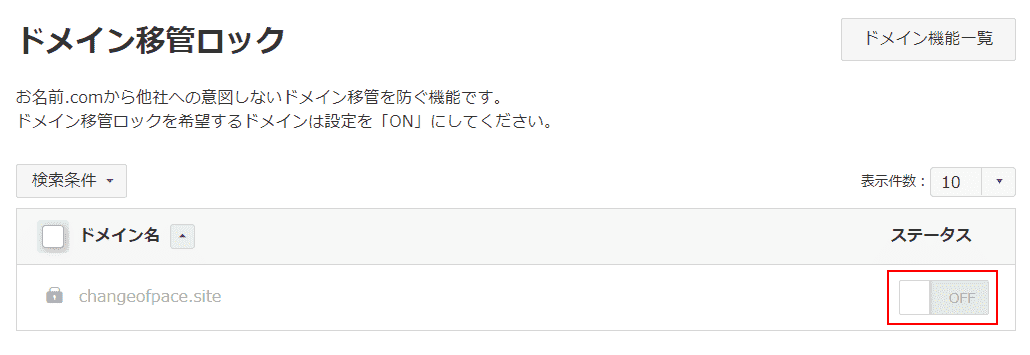 ドメイン移管ロック
ドメイン機能一覧
お名前.comから他社への意図しないドメイン移管を防ぐ機能です。
ドメイン移管ロックを希望するドメインは設定を「ON」にしてください。
検索条件
表示件数: 10
ドメイン名 ステータス
changeofpace.site OFF